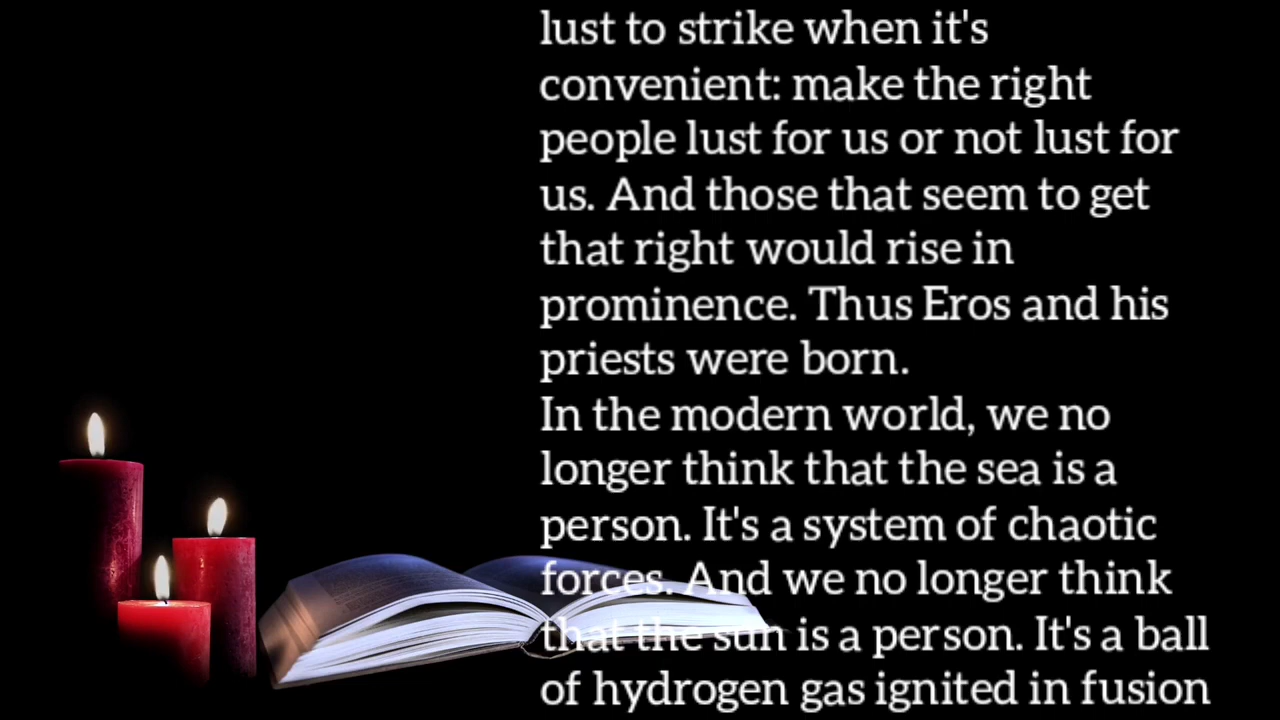 lust to strike when it's
convenient: make the right
people lust for us or not lust for
us. And those that seem to get
that right would rise in
prominence. Thus Eros and his
priests were born.
In the modern world, we no
longer think that the sea is a
person. It's a system of chaotic
forces. And we no longer think
that the sun is a person. It's a ball
of hydrogen gas ignited in fusion